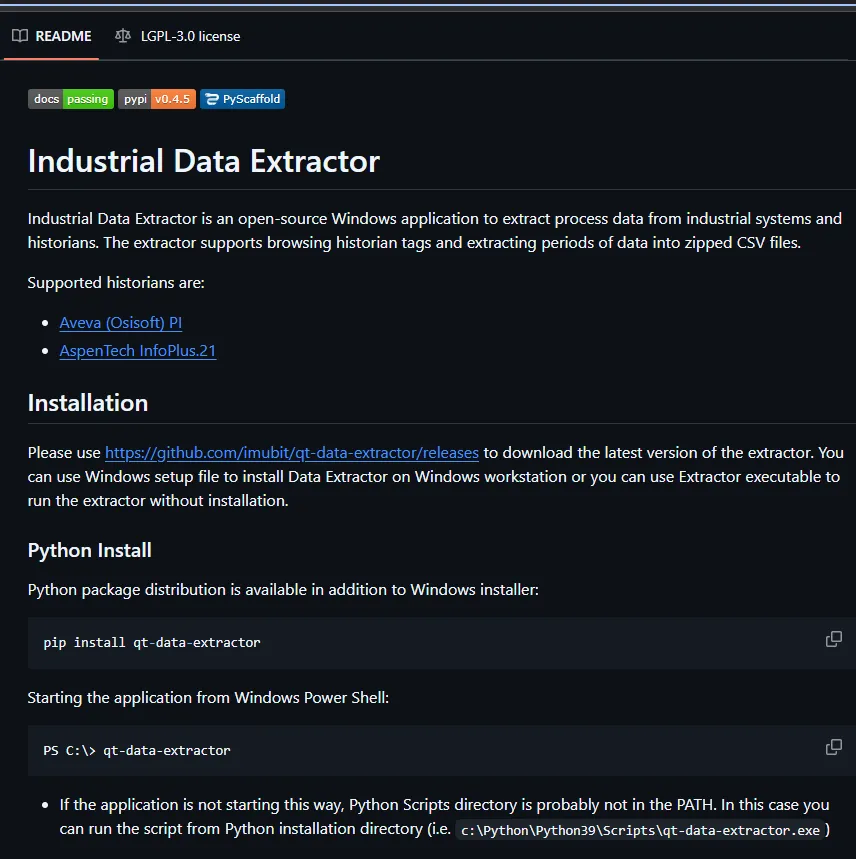 README LGPL-3.0 license
docs passing pypi v0.4.5 PyScaffold
Industrial Data Extractor
Industrial Data Extractor is an open-source Windows application to extract process data from industrial systems and
historians. The extractor supports browsing historian tags and extracting periods of data into zipped CSV files.
Supported historians are:
• Aveva (Osisoft) PI
• AspenTech InfoPlus.21
Installation
Please use https://github.com/imubit/qt-data-extractor/releases to download the latest version of the extractor. You
can use Windows setup file to install Data Extractor on Windows workstation or you can use Extractor executable to
run the extractor without installation.
Python Install
Python package distribution is available in addition to Windows installer:
pip install qt-data-extractor
Starting the application from Windows Power Shell:
PS C:\> qt-data-extractor
• If the application is not starting this way, Python Scripts directory is probably not in the PATH. In this case you
can run the script from Python installation directory (i.e. c:\Python\Python39\Scripts\qt-data-extractor.exe )